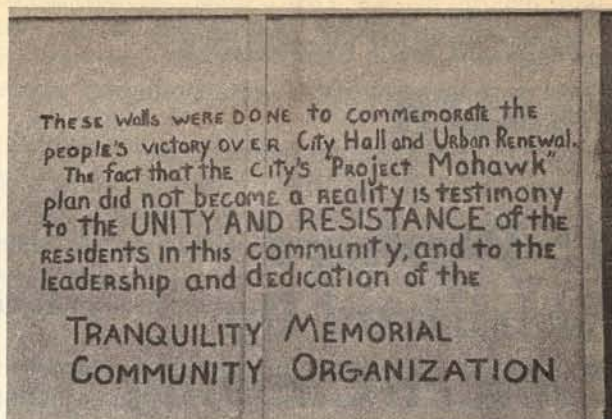 These walls were done to commemorate the
people's victory over City Hall and Urban Renewal.
The fact that the City's "Project Mohawk"
plan did not become a reality is testimony
to the UNITY AND RESISTANCE of the
residents in this community, and to the
leadership and dedication of the
TRANQUILITY MEMORIAL
COMMUNITY ORGANIZATION